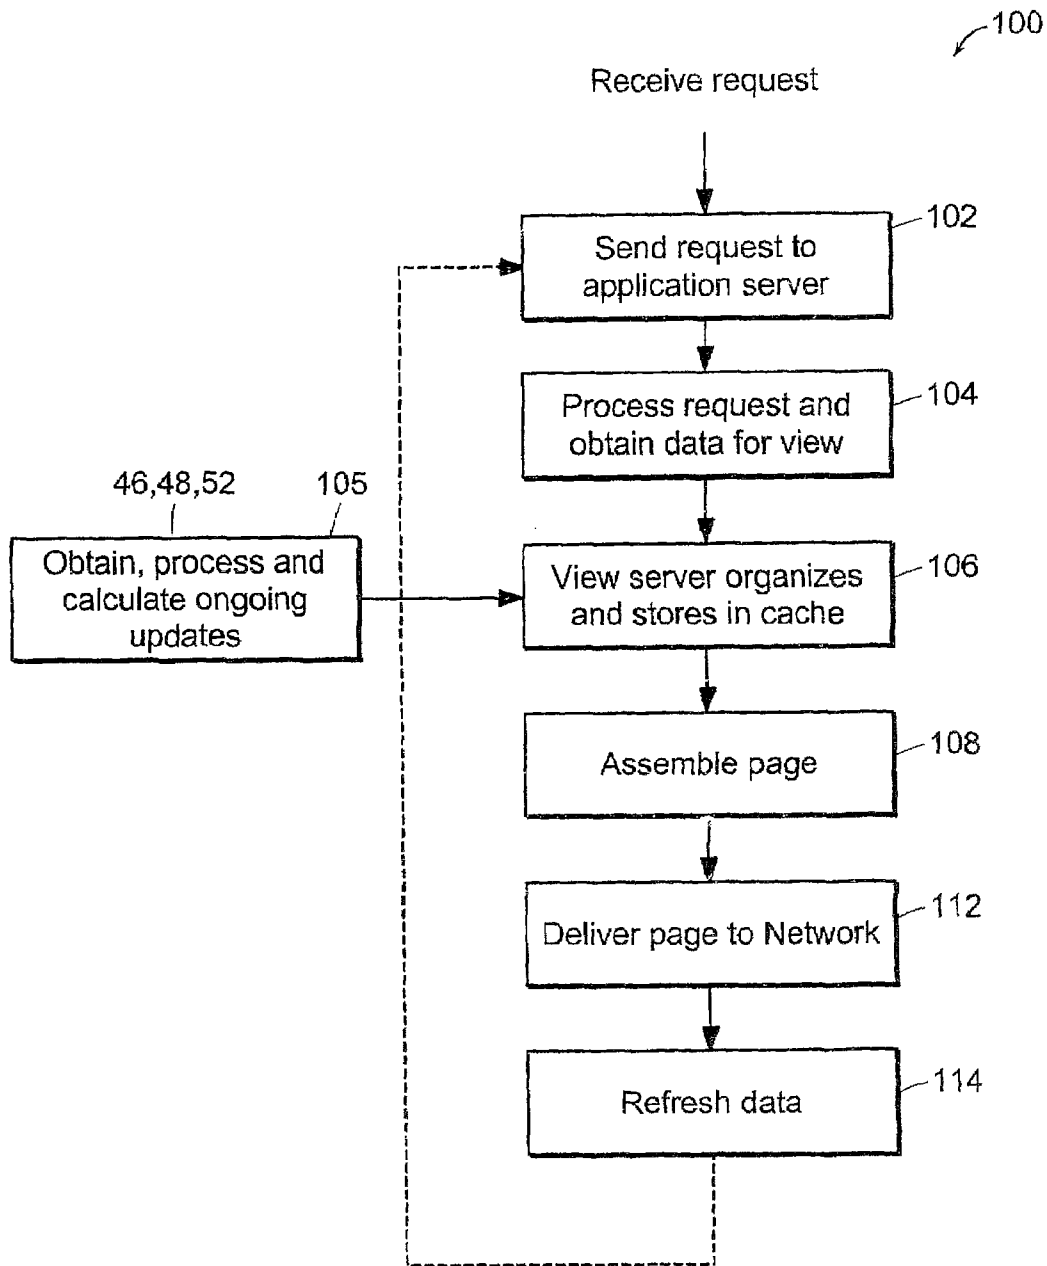 100
Receive request
102
Send request to
application server
104
Process request and
obtain data for view
46,48,52
105
Obtain, process and
calculate ongoing
updates
106
View server organizes
and stores in cache
108
Assemble page
112
Deliver page to Network
114
Refresh data